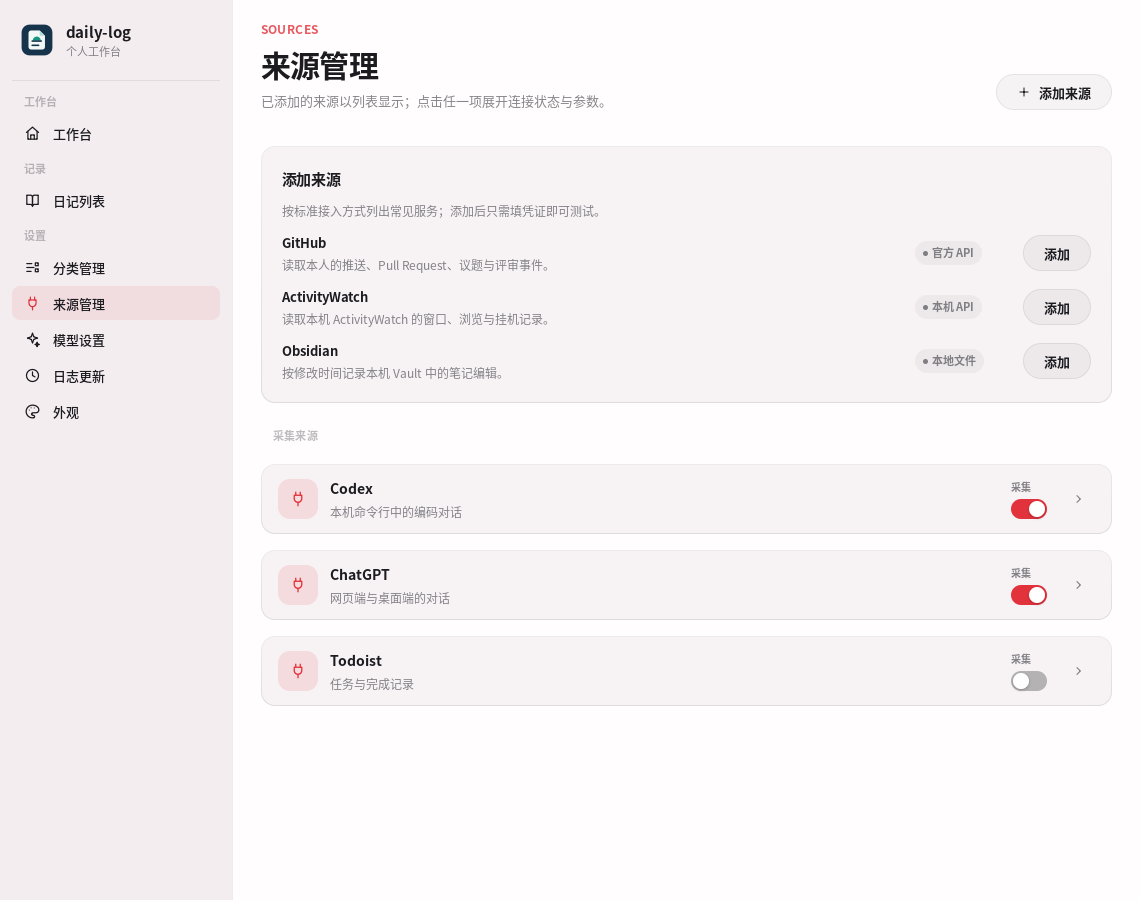 daily-log
个人工作台
工作台
工作台
记录
日记列表
设置
分类管理
来源管理
模型设置
日志更新
外观
SOURCES
来源管理
已添加的来源以列表显示；点击任一项展开连接状态与参数。
添加来源
添加来源
按标准接入方式列出常见服务；添加后只需填凭证即可测试。
GitHub
读取本人的推送、Pull Request、议题与评审事件。
官方 API
添加
ActivityWatch
读取本机 ActivityWatch 的窗口、浏览与挂机记录。
本机 API
添加
Obsidian
按修改时间记录本机 Vault 中的笔记编辑。
本地文件
添加
采集来源
Codex
本机命令行中的编码对话
采集
ChatGPT
网页端与桌面端的对话
采集
Todoist
任务与完成记录
采集